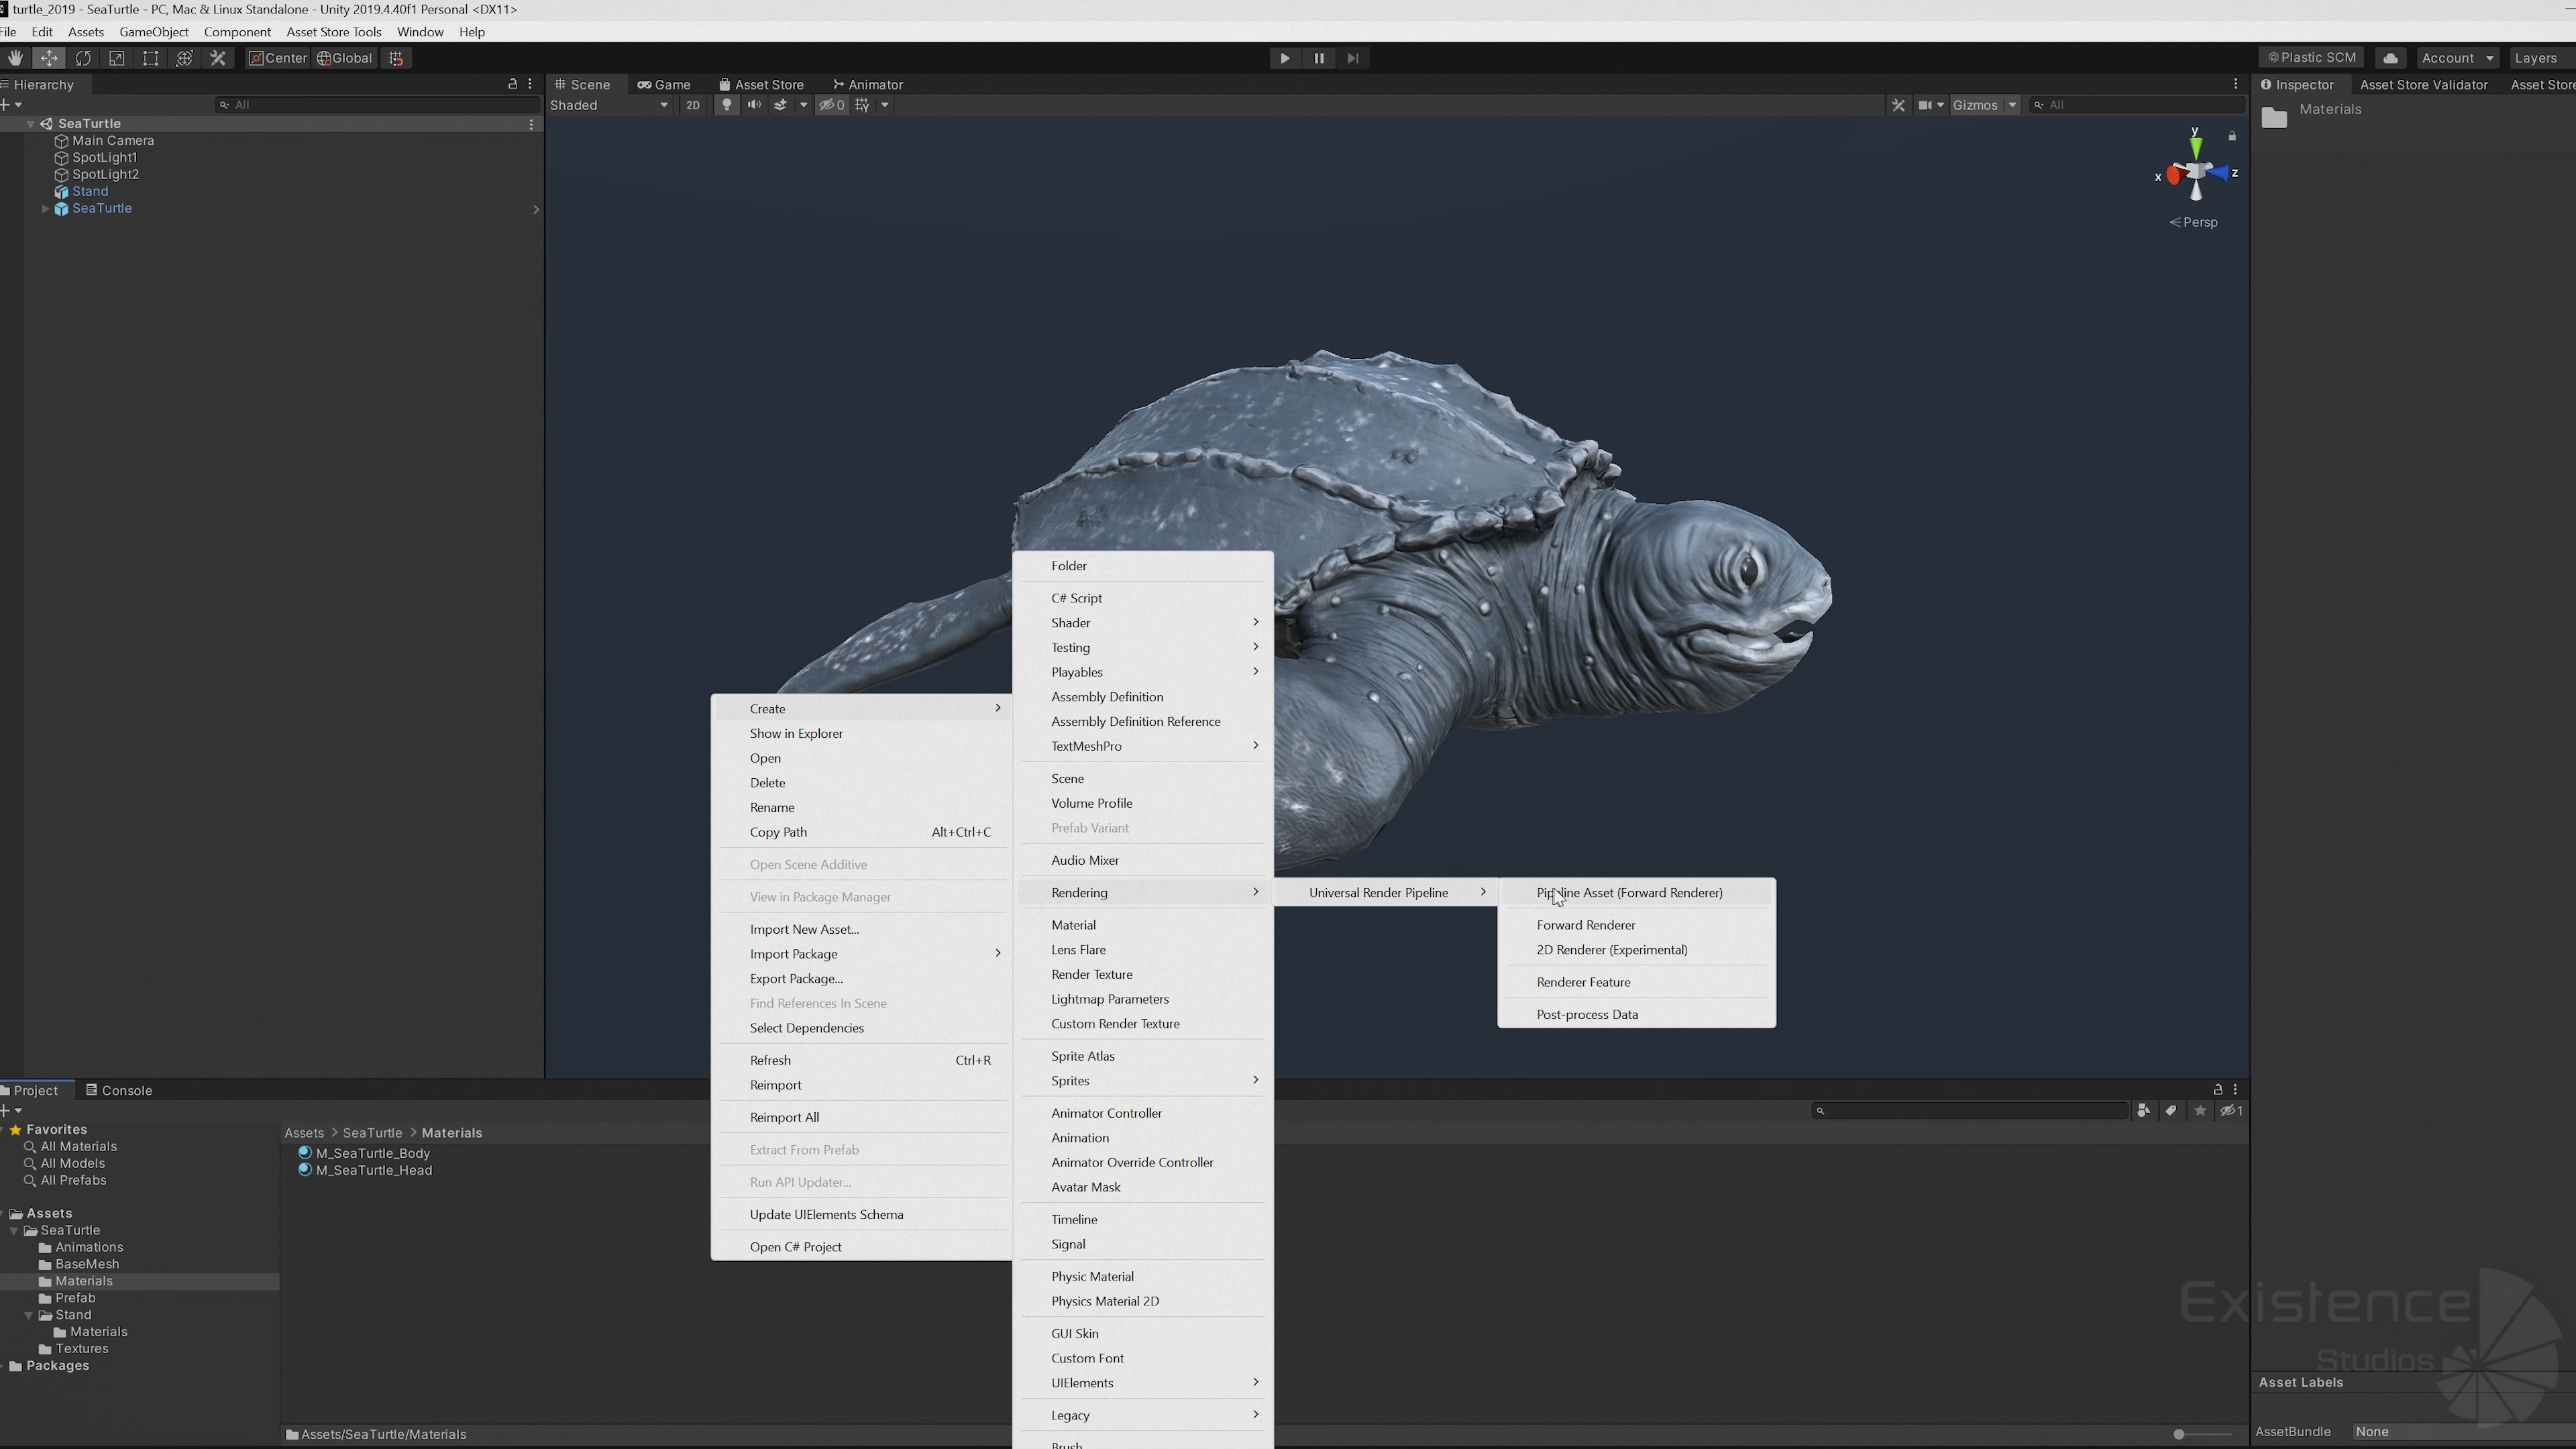 turtle_2019 - SeaTurtle - PC, Mac & Linux Standalone - Unity 2019.4.40f1 Personal <DX11>
File Edit Assets GameObject Component Asset Store Tools Window Help
Center Global
Plastic SCM Account Layers
Hierarchy
All
SeaTurtle
Main Camera
SpotLight1
SpotLight2
Stand
SeaTurtle
Scene Game Asset Store Animator
Shaded 2D 0 Gizmos All
y
x z
Persp
Inspector Asset Store Validator Asset Store
Materials
Create
Show in Explorer
Open
Delete
Rename
Copy Path Alt+Ctrl+C
Open Scene Additive
View in Package Manager
Import New Asset...
Import Package
Export Package...
Find References In Scene
Select Dependencies
Refresh Ctrl+R
Reimport
Reimport All
Extract From Prefab
Run API Updater...
Update UIElements Schema
Open C# Project
Folder
C# Script
Shader
Testing
Playables
Assembly Definition
Assembly Definition Reference
TextMeshPro
Scene
Volume Profile
Prefab Variant
Audio Mixer
Rendering
Material
Lens Flare
Render Texture
Lightmap Parameters
Custom Render Texture
Sprite Atlas
Sprites
Animator Controller
Animation
Animator Override Controller
Avatar Mask
Timeline
Signal
Physic Material
Physics Material 2D
GUI Skin
Custom Font
UIElements
Legacy
Brush
Universal Render Pipeline
Pipeline Asset (Forward Renderer)
Forward Renderer
2D Renderer (Experimental)
Renderer Feature
Post-process Data
Project Console
1
Favorites
All Materials
All Models
All Prefabs
Assets
SeaTurtle
Animations
BaseMesh
Materials
Prefab
Stand
Materials
Textures
Packages
Assets > SeaTurtle > Materials
M_SeaTurtle_Body
M_SeaTurtle_Head
Assets/SeaTurtle/Materials
Existence
Studios
Asset Labels
AssetBundle None